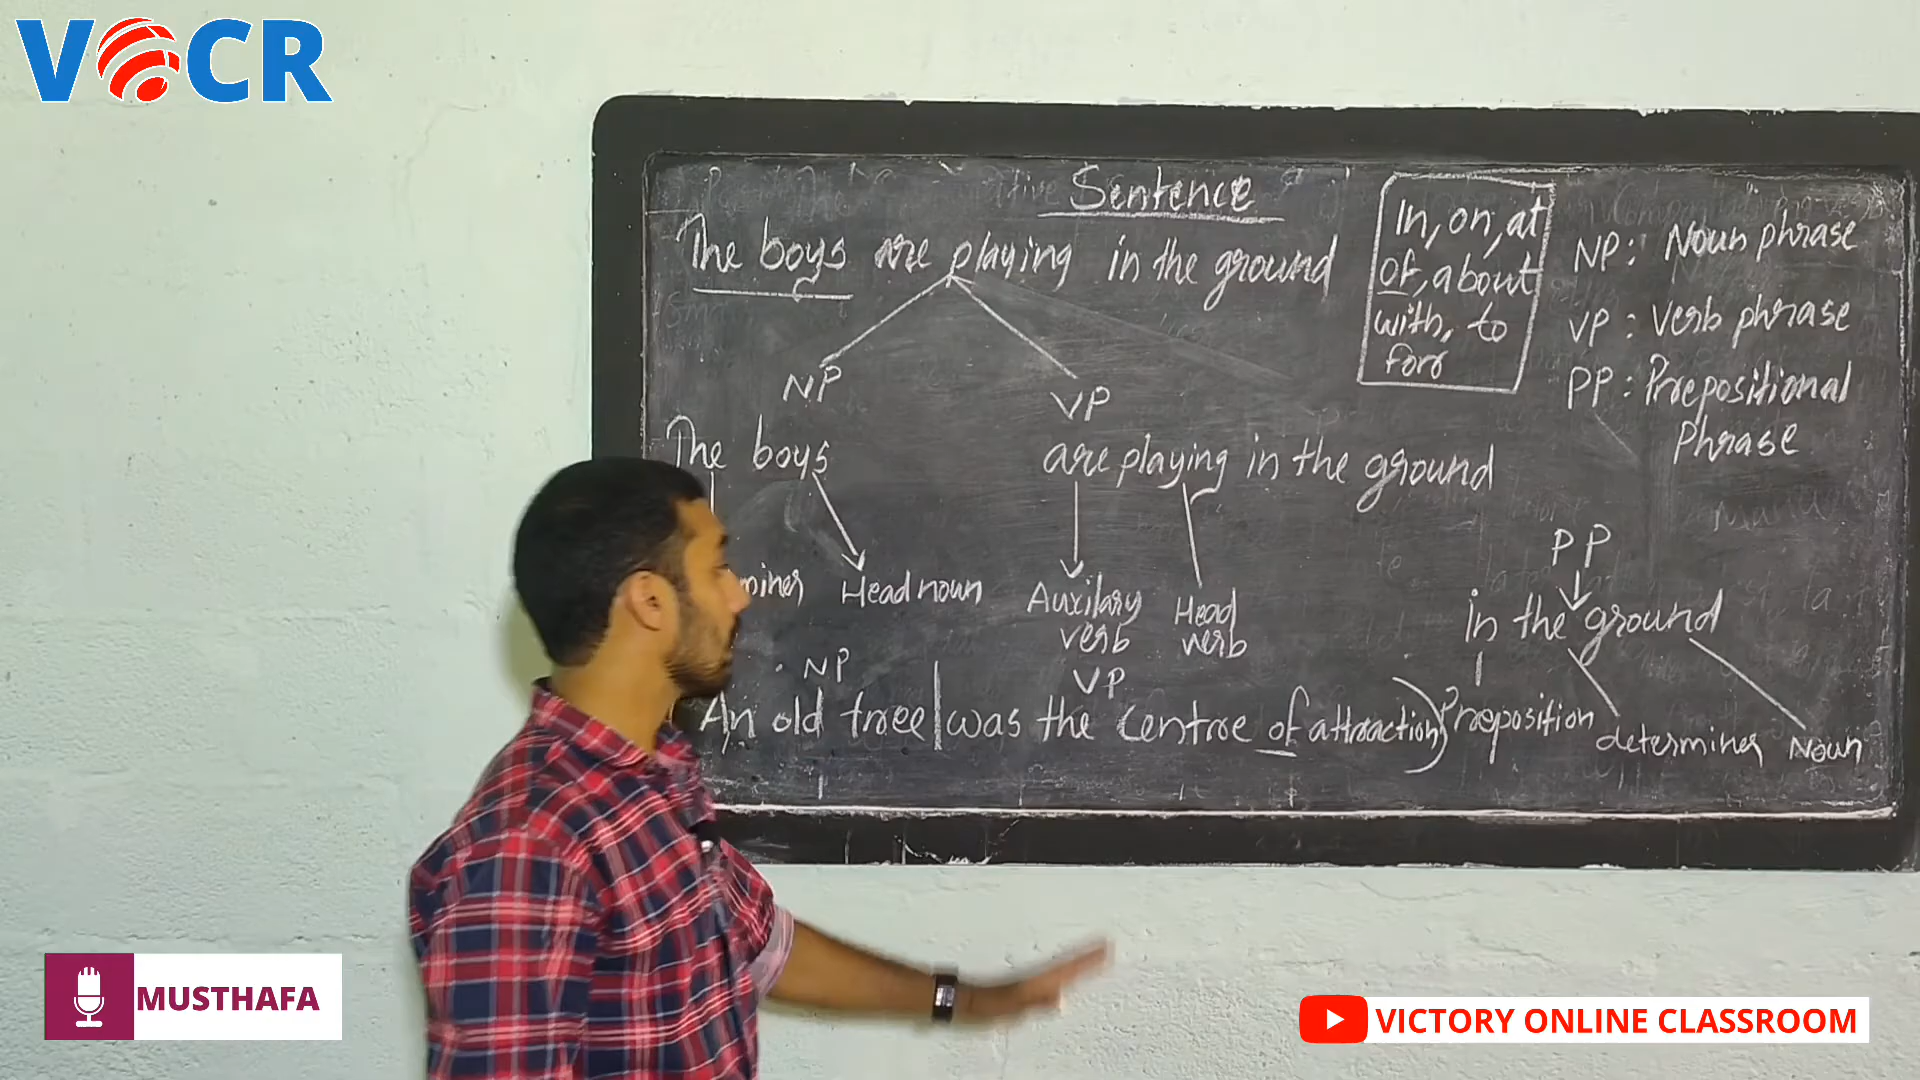 VOCR
Sentence
The boys are playing in the ground
In, on, at
of, about
with, to
for
NP: Noun phrase
VP: Verb phrase
PP: Prepositional
Phrase
NP
VP
The boys
are playing in the ground
miner
Head noun
Auxilary
verb
Head
verb
PP
in the ground
Preposition
determiner
Noun
NP
VP
An old tree was the centre of attraction
MUSTHAFA
VICTORY ONLINE CLASSROOM